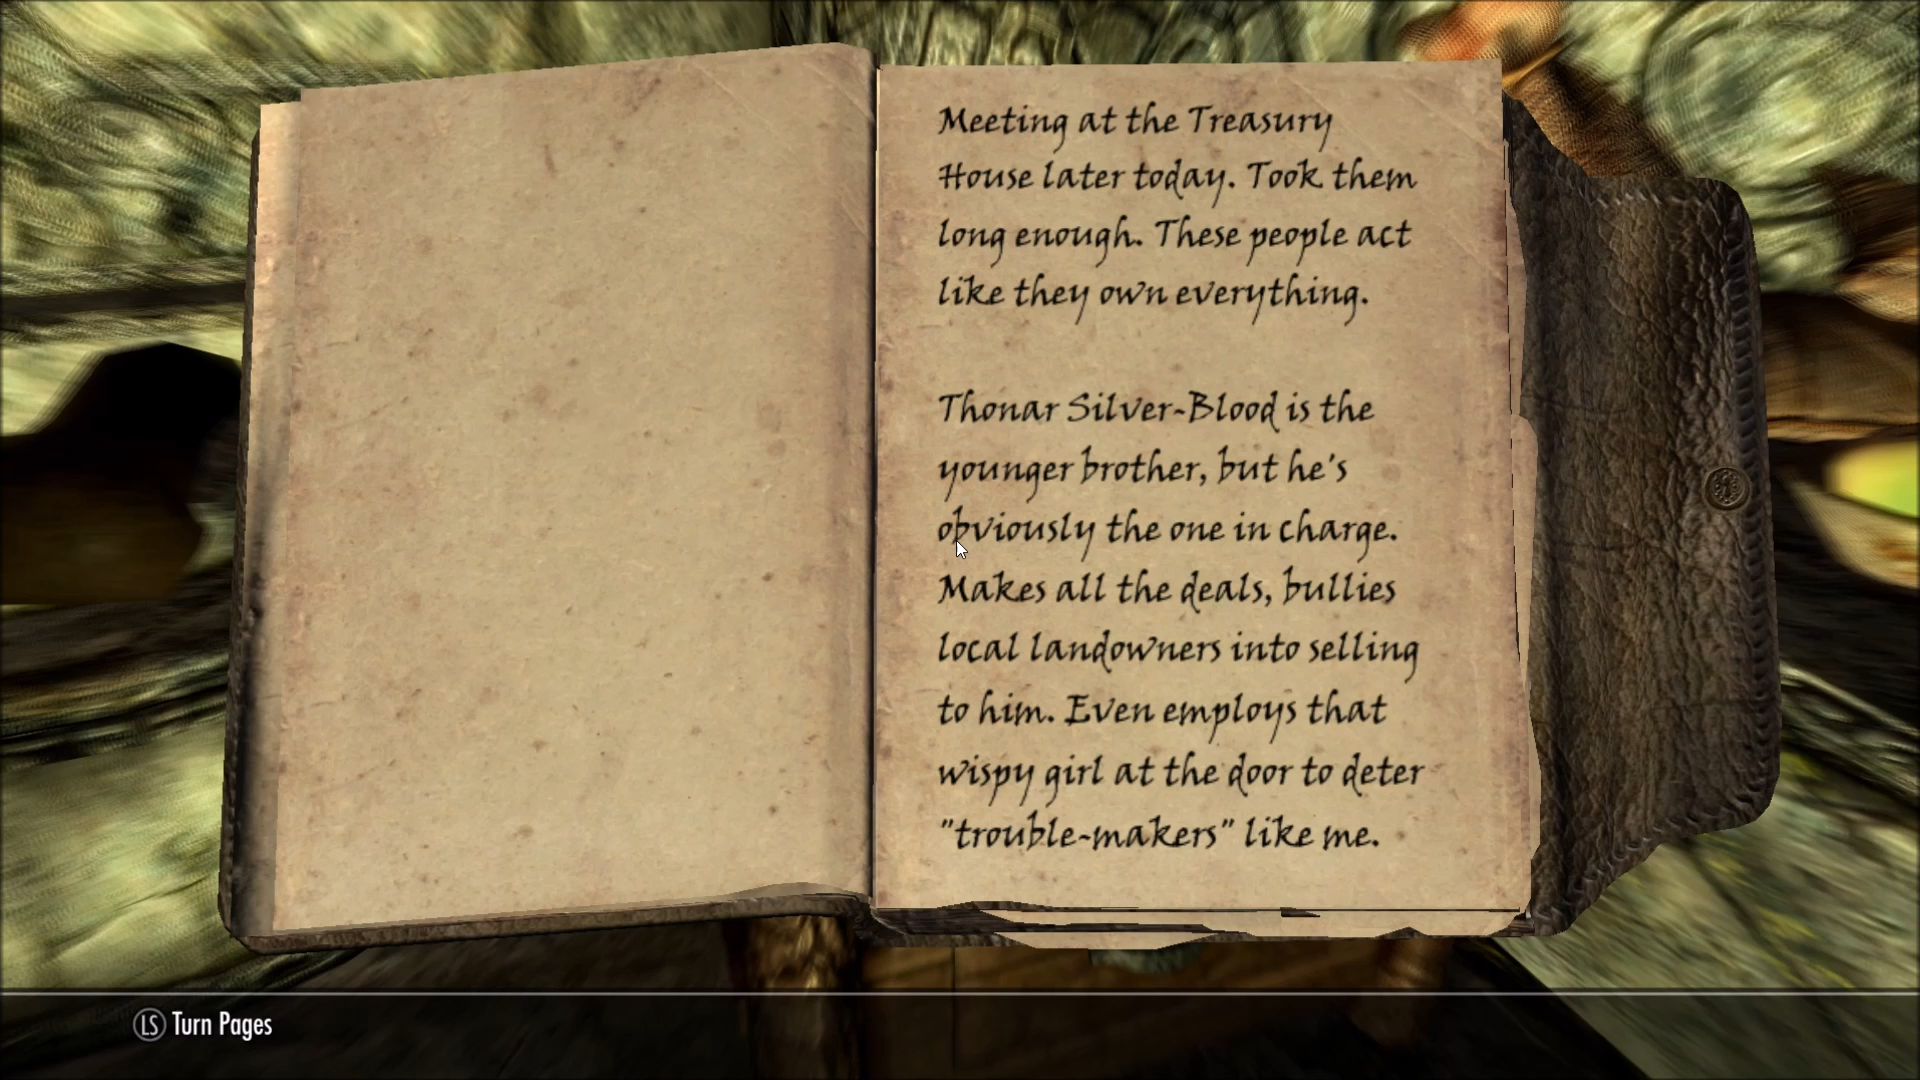 Meeting at the Treasury
House later today. Took them
long enough. These people act
like they own everything.
Thonar Silver-Blood is the
younger brother, but he's
obviously the one in charge.
Makes all the deals, bullies
local landowners into selling
to him. Even employs that
wispy girl at the door to deter
"trouble-makers" like me.
LS Turn Pages